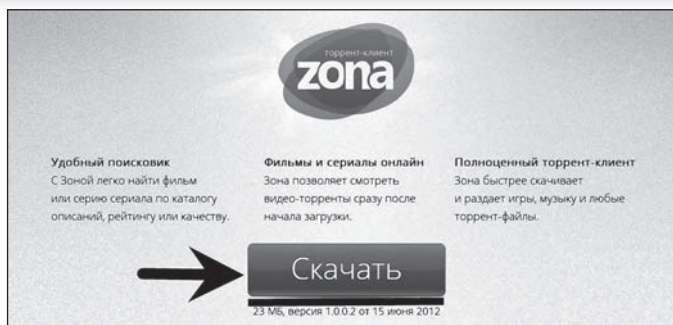 торрент-клиент
zona
Удобный поисковик
С Зоной легко найти фильм
или серию сериала по каталогу
описаний, рейтингу или качеству.
Фильмы и сериалы онлайн
Зона позволяет смотреть
видео-торренты сразу после
начала загрузки.
Полноценный торрент-клиент
Зона быстрее скачивает
и раздает игры, музыку и любые
торрент-файлы.
Скачать
23 МБ, версия 1.0.0.2 от 15 июня 2012